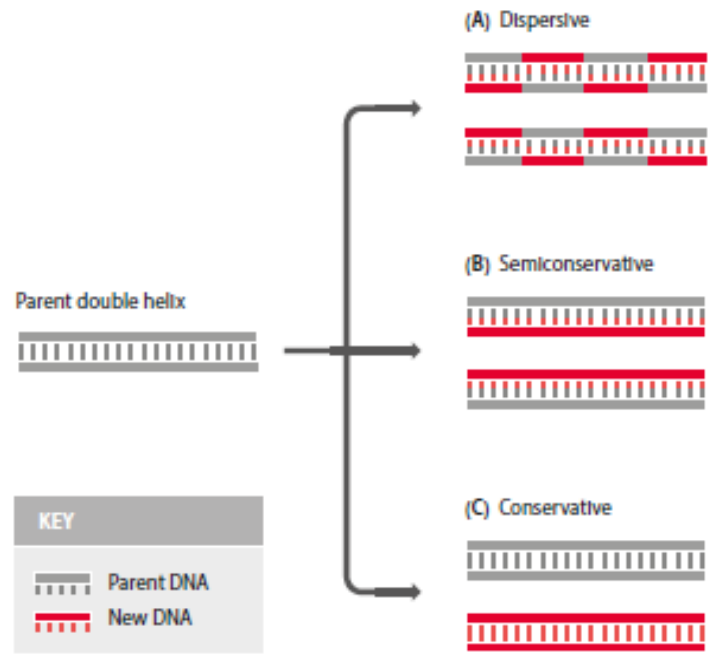 (A) Dispersive
(B) Semiconservative
Parent double helix
(C) Conservative
KEY
Parent DNA
New DNA